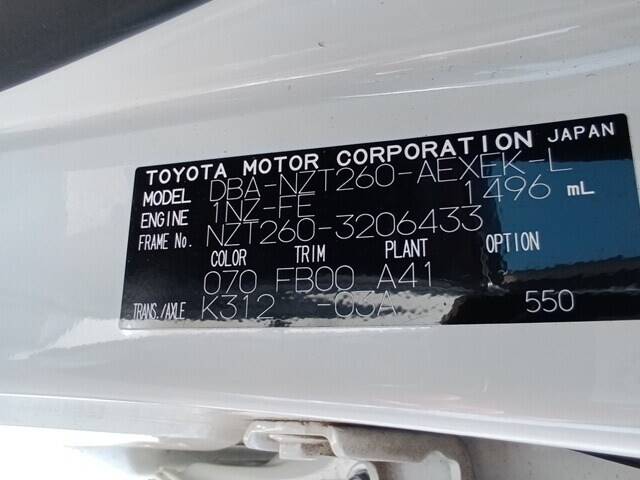 TOYOTA MOTOR CORPORATION JAPAN
MODEL DBA-NZT260-AEXEK-L
ENGINE 1NZ-FE 1496 mL
FRAME No. NZT260-3206433
COLOR TRIM PLANT OPTION
070 FB00 A41
TRANS./AXLE K312 -03A 550